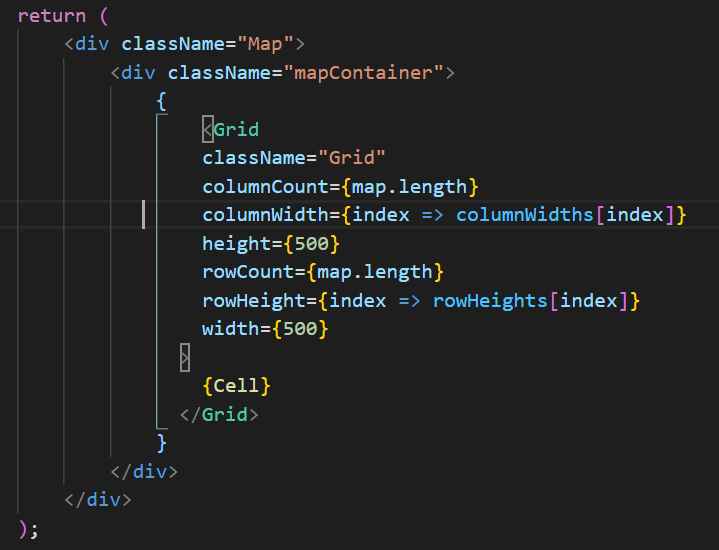 return (
<div className="Map">
<div className="mapContainer">
{
<Grid
className="Grid"
columnCount={map.length}
columnWidth={index => columnWidths[index]}
height={500}
rowCount={map.length}
rowHeight={index => rowHeights[index]}
width={500}
>
{Cell}
</Grid>
}
</div>
</div>
);